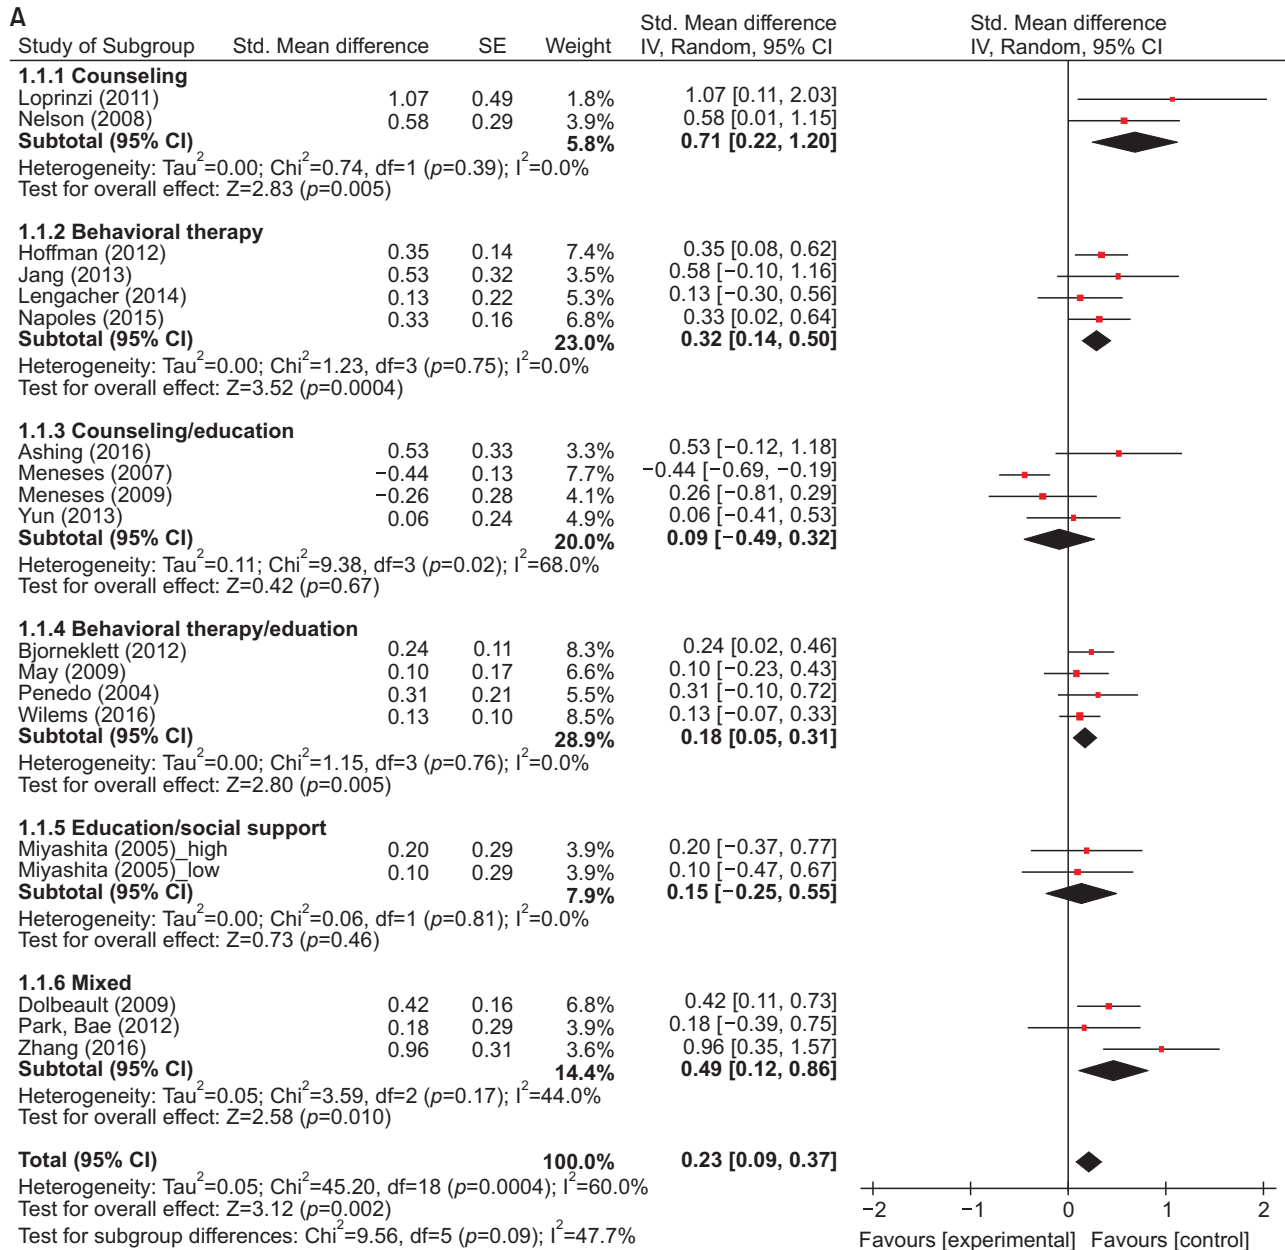 A
Std. Mean difference Std. Mean difference
Study of Subgroup Std. Mean difference SE Weight IV, Random, 95% CI IV, Random, 95% CI
1.1.1 Counseling
Loprinzi (2011) 1.07 0.49 1.8% 1.07 [0.11, 2.03]
Nelson (2008) 0.58 0.29 3.9% 0.58 [0.01, 1.15]
Subtotal (95% CI) 5.8% 0.71 [0.22, 1.20]
Heterogeneity: Tau²=0.00; Chi²=0.74, df=1 (p=0.39); I²=0.0%
Test for overall effect: Z=2.83 (p=0.005)
1.1.2 Behavioral therapy
Hoffman (2012) 0.35 0.14 7.4% 0.35 [0.08, 0.62]
Jang (2013) 0.53 0.32 3.5% 0.58 [−0.10, 1.16]
Lengacher (2014) 0.13 0.22 5.3% 0.13 [−0.30, 0.56]
Napoles (2015) 0.33 0.16 6.8% 0.33 [0.02, 0.64]
Subtotal (95% CI) 23.0% 0.32 [0.14, 0.50]
Heterogeneity: Tau²=0.00; Chi²=1.23, df=3 (p=0.75); I²=0.0%
Test for overall effect: Z=3.52 (p=0.0004)
1.1.3 Counseling/education
Ashing (2016) 0.53 0.33 3.3% 0.53 [−0.12, 1.18]
Meneses (2007) −0.44 0.13 7.7% −0.44 [−0.69, −0.19]
Meneses (2009) −0.26 0.28 4.1% 0.26 [−0.81, 0.29]
Yun (2013) 0.06 0.24 4.9% 0.06 [−0.41, 0.53]
Subtotal (95% CI) 20.0% 0.09 [−0.49, 0.32]
Heterogeneity: Tau²=0.11; Chi²=9.38, df=3 (p=0.02); I²=68.0%
Test for overall effect: Z=0.42 (p=0.67)
1.1.4 Behavioral therapy/eduation
Bjorneklett (2012) 0.24 0.11 8.3% 0.24 [0.02, 0.46]
May (2009) 0.10 0.17 6.6% 0.10 [−0.23, 0.43]
Penedo (2004) 0.31 0.21 5.5% 0.31 [−0.10, 0.72]
Wilems (2016) 0.13 0.10 8.5% 0.13 [−0.07, 0.33]
Subtotal (95% CI) 28.9% 0.18 [0.05, 0.31]
Heterogeneity: Tau²=0.00; Chi²=1.15, df=3 (p=0.76); I²=0.0%
Test for overall effect: Z=2.80 (p=0.005)
1.1.5 Education/social support
Miyashita (2005)_high 0.20 0.29 3.9% 0.20 [−0.37, 0.77]
Miyashita (2005)_low 0.10 0.29 3.9% 0.10 [−0.47, 0.67]
Subtotal (95% CI) 7.9% 0.15 [−0.25, 0.55]
Heterogeneity: Tau²=0.00; Chi²=0.06, df=1 (p=0.81); I²=0.0%
Test for overall effect: Z=0.73 (p=0.46)
1.1.6 Mixed
Dolbeault (2009) 0.42 0.16 6.8% 0.42 [0.11, 0.73]
Park, Bae (2012) 0.18 0.29 3.9% 0.18 [−0.39, 0.75]
Zhang (2016) 0.96 0.31 3.6% 0.96 [0.35, 1.57]
Subtotal (95% CI) 14.4% 0.49 [0.12, 0.86]
Heterogeneity: Tau²=0.05; Chi²=3.59, df=2 (p=0.17); I²=44.0%
Test for overall effect: Z=2.58 (p=0.010)
Total (95% CI) 100.0% 0.23 [0.09, 0.37]
Heterogeneity: Tau²=0.05; Chi²=45.20, df=18 (p=0.0004); I²=60.0%
Test for overall effect: Z=3.12 (p=0.002)
Test for subgroup differences: Chi²=9.56, df=5 (p=0.09); I²=47.7%
−2 −1 0 1 2
Favours [experimental] Favours [control]